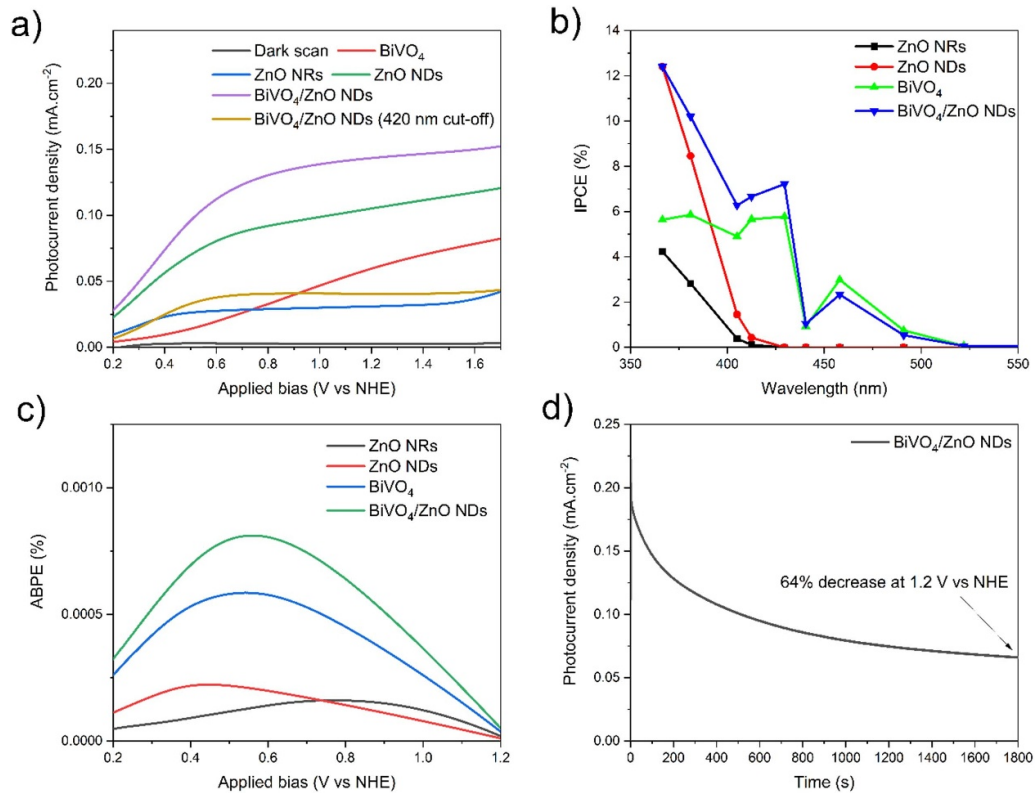 a)
Dark scan BiVO₄
ZnO NRs ZnO NDs
BiVO₄/ZnO NDs
BiVO₄/ZnO NDs (420 nm cut-off)
Photocurrent density (mA.cm⁻²)
0.20
0.15
0.10
0.05
0.00
0.2 0.4 0.6 0.8 1.0 1.2 1.4 1.6
Applied bias (V vs NHE)
b)
ZnO NRs
ZnO NDs
BiVO₄
BiVO₄/ZnO NDs
IPCE (%)
14
12
10
8
6
4
2
0
350 400 450 500 550
Wavelength (nm)
c)
ZnO NRs
ZnO NDs
BiVO₄
BiVO₄/ZnO NDs
ABPE (%)
0.0010
0.0005
0.0000
0.2 0.4 0.6 0.8 1.0 1.2
Applied bias (V vs NHE)
d)
BiVO₄/ZnO NDs
64% decrease at 1.2 V vs NHE
Photocurrent density (mA.cm⁻²)
0.25
0.20
0.15
0.10
0.05
0.00
0 200 400 600 800 1000 1200 1400 1600 1800
Time (s)